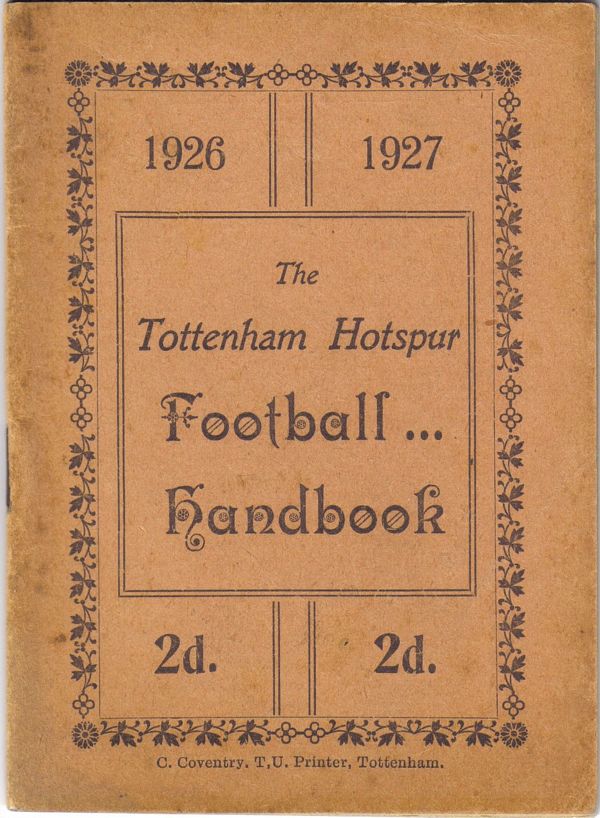 1926 1927
The
Tottenham Hotspur
Football ...
Handbook
2d. 2d.
C. Coventry. T,U. Printer, Tottenham.